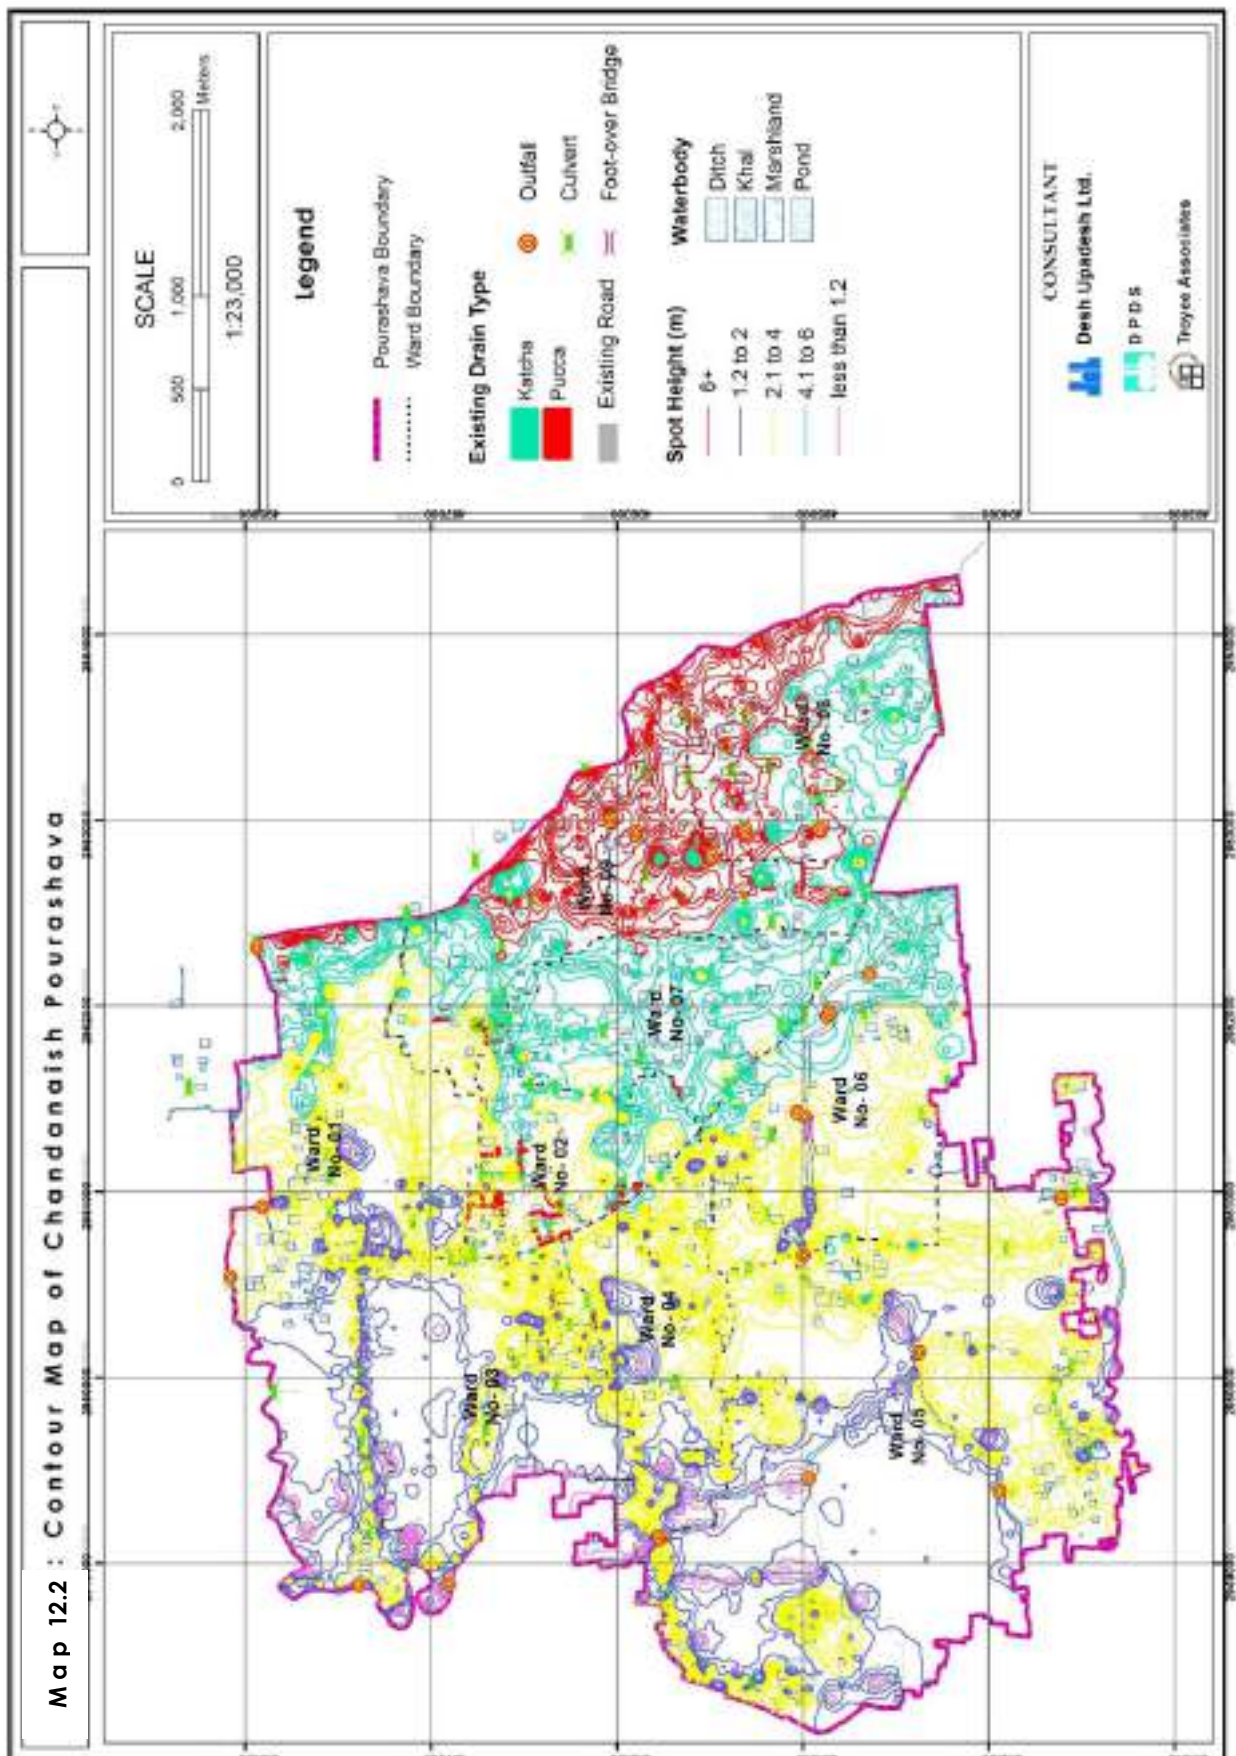 Map 12.2 : Contour Map of Chandanaish Pourashava
SCALE
0 500 1,000 2,000
Meters
1:23,000
Legend
Pourashava Boundary
Ward Boundary
Existing Drain Type
Katcha
Pucca
Existing Road
Outfall
Culvert
Foot-over Bridge
Spot Height (m)
6+
1.2 to 2
2.1 to 4
4.1 to 6
less than 1.2
Waterbody
Ditch
Khal
Marshland
Pond
CONSULTANT
Desh Upadesh Ltd.
D P D S
Troyee Associates
Ward
No- 01
Ward
No- 02
Ward
No- 03
Ward
No- 04
Ward
No- 05
Ward
No- 06
Ward
No- 07
Ward
Ward